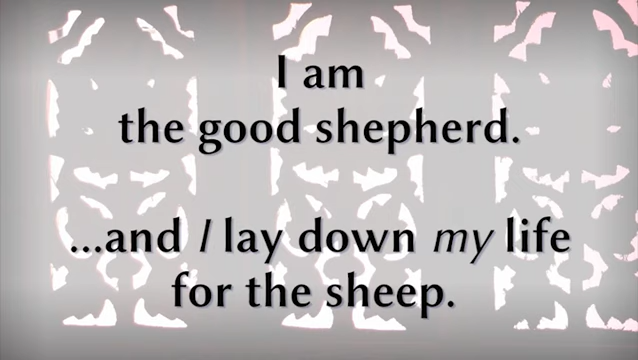 I am
the good shepherd.
...and I lay down my life
for the sheep.